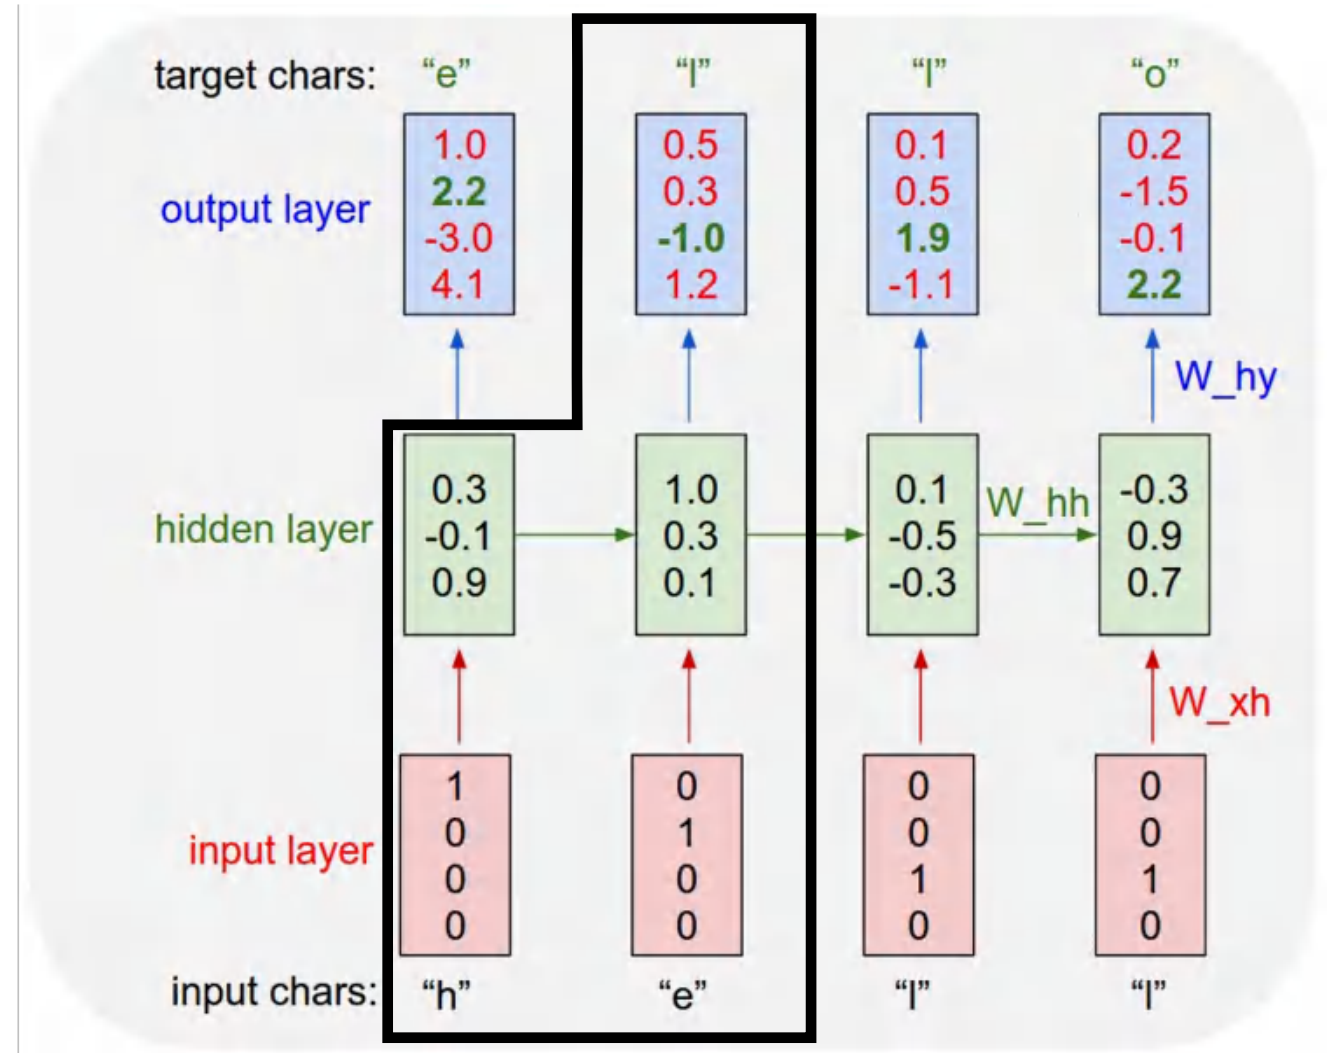 target chars: “e” “l” “l” “o”
1.0 0.5 0.1 0.2
2.2 0.3 0.5 -1.5
output layer
-3.0 -1.0 1.9 -0.1
4.1 1.2 -1.1 2.2
W_hy
0.3 1.0 0.1 -0.3
W_hh
hidden layer -0.1 0.3 -0.5 0.9
0.9 0.1 -0.3 0.7
W_xh
1 0 0 0
0 1 0 0
input layer
0 0 1 1
0 0 0 0
input chars: “h” “e” “l” “l”